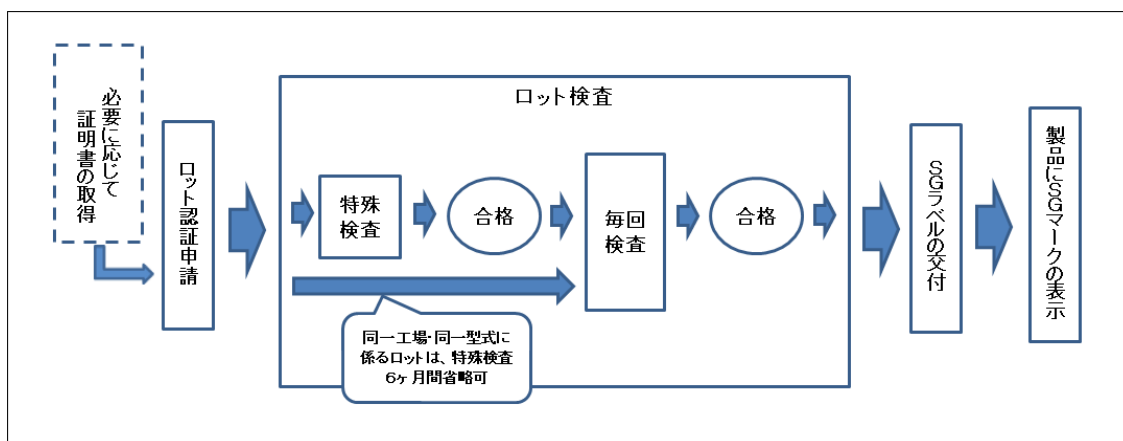 必要に応じて
証明書の取得
ロット認証申請
ロット検査
特殊
検査
合格
毎回
検査
合格
同一工場・同一型式に
係るロットは、特殊検査
6ヶ月間省略可
SGラベルの交付
製品にSGマークの表示